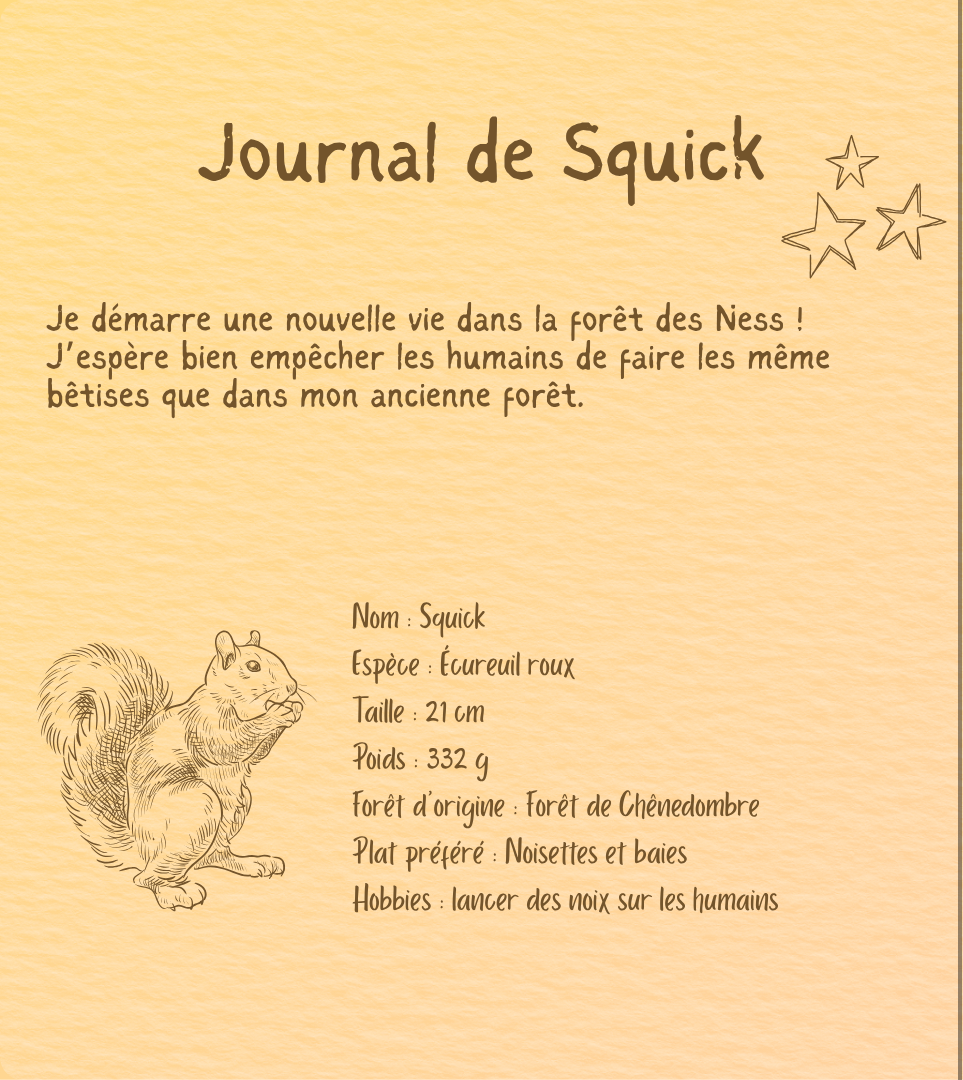 Journal de Squick
Je démarre une nouvelle vie dans la forêt des Ness !
J'espère bien empêcher les humains de faire les même
bêtises que dans mon ancienne forêt.
Nom : Squick
Espèce : Écureuil roux
Taille : 21 cm
Poids : 332 g
Forêt d'origine : Forêt de Chênedombre
Plat préféré : Noisettes et baies
Hobbies : lancer des noix sur les humains